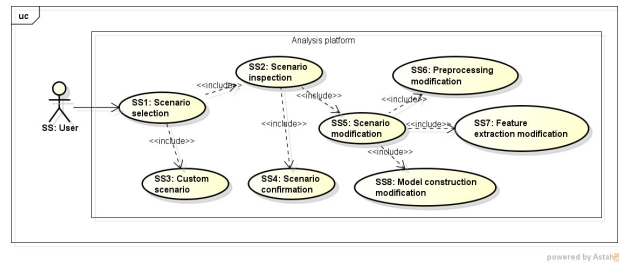 uc
Analysis platform
SS2: Scenario
inspection
SS6: Preprocessing
modification
<<include>>
<<include>>
<<include>>
SS1: Scenario
selection
SS: User
<<include>>
SS5: Scenario
modification
<<include>>
SS7: Feature
extraction modification
<<include>>
<<include>>
SS3: Custom
scenario
SS4: Scenario
confirmation
SS8: Model construction
modification
powered by Astah